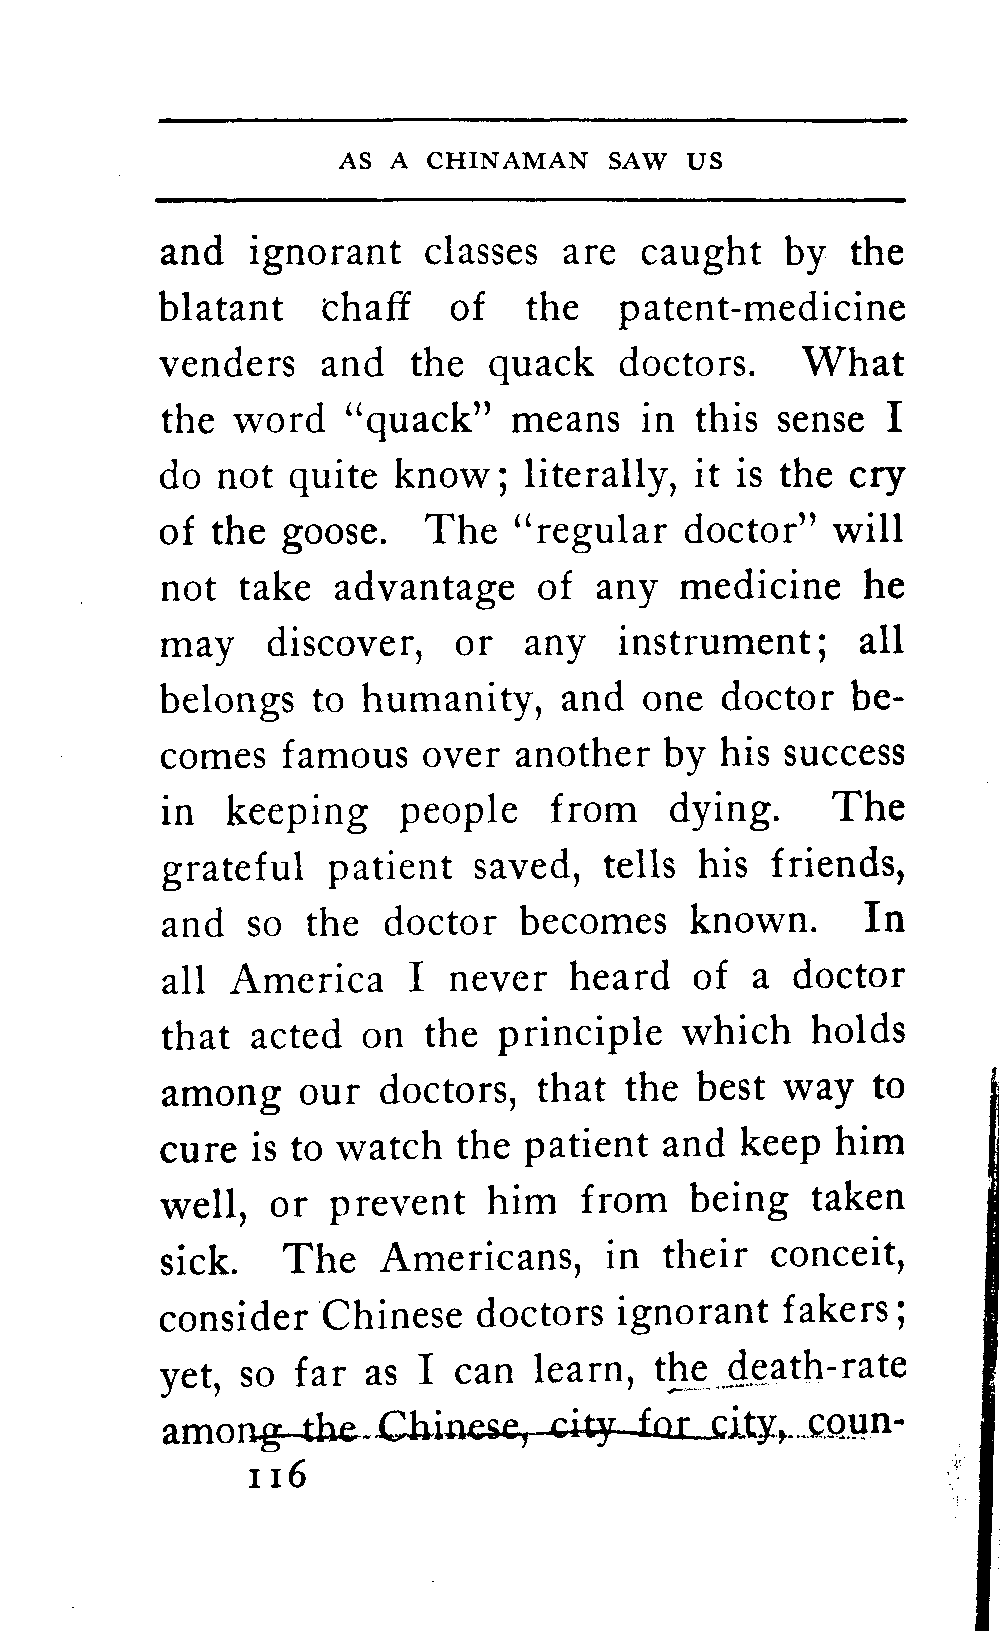 AS A CHINAMAN SAW US
and ignorant classes are caught by the
blatant chaff of the patent-medicine
venders and the quack doctors. What
the word “quack” means in this sense I
do not quite know; literally, it is the cry
of the goose. The “regular doctor” will
not take advantage of any medicine he
may discover, or any instrument; all
belongs to humanity, and one doctor be-
comes famous over another by his success
in keeping people from dying. The
grateful patient saved, tells his friends,
and so the doctor becomes known. In
all America I never heard of a doctor
that acted on the principle which holds
among our doctors, that the best way to
cure is to watch the patient and keep him
well, or prevent him from being taken
sick. The Americans, in their conceit,
consider Chinese doctors ignorant fakers;
yet, so far as I can learn, the death-rate
among the Chinese, city for city, coun-
116